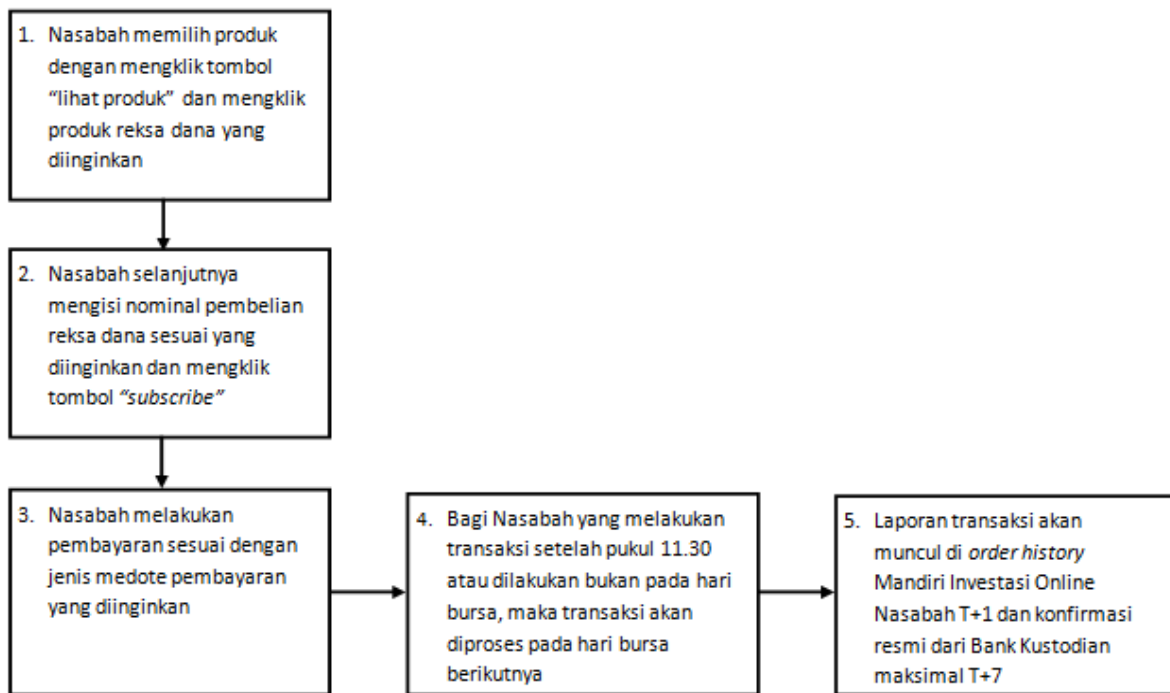 1. Nasabah memilih produk
dengan mengklik tombol
“lihat produk” dan mengklik
produk reksa dana yang
diinginkan
2. Nasabah selanjutnya
mengisi nominal pembelian
reksa dana sesuai yang
diinginkan dan mengklik
tombol “subscribe”
3. Nasabah melakukan
pembayaran sesuai dengan
jenis medote pembayaran
yang diinginkan
4. Bagi Nasabah yang melakukan
transaksi setelah pukul 11.30
atau dilakukan bukan pada hari
bursa, maka transaksi akan
diproses pada hari bursa
berikutnya
5. Laporan transaksi akan
muncul di order history
Mandiri Investasi Online
Nasabah T+1 dan konfirmasi
resmi dari Bank Kustodian
maksimal T+7